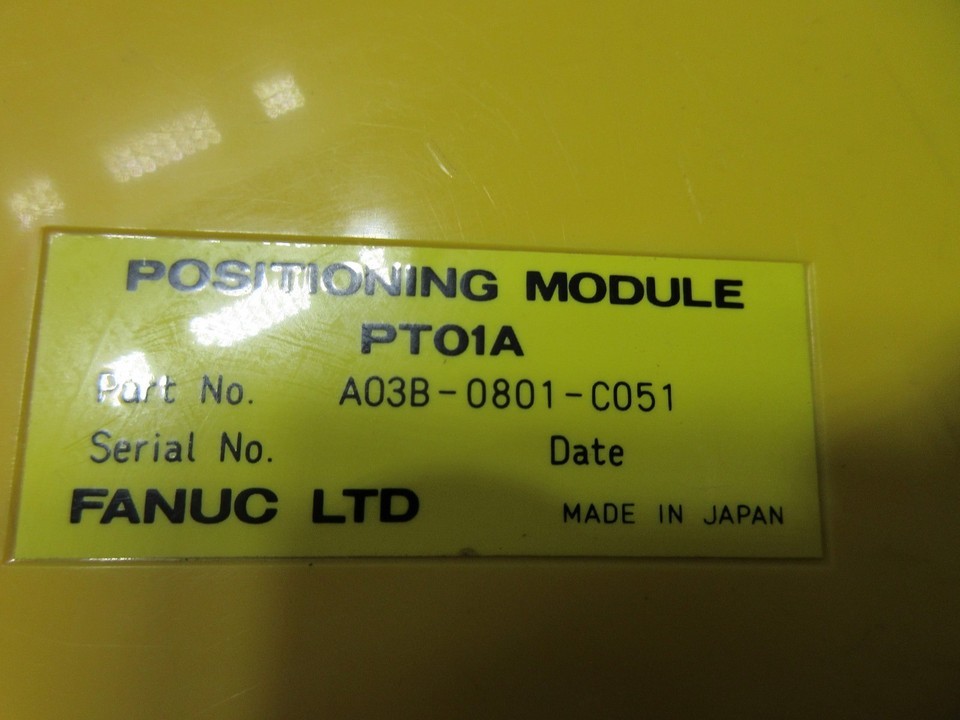 POSITIONING MODULE
PT01A
Part No. A03B-0801-C051
Serial No. Date
FANUC LTD MADE IN JAPAN